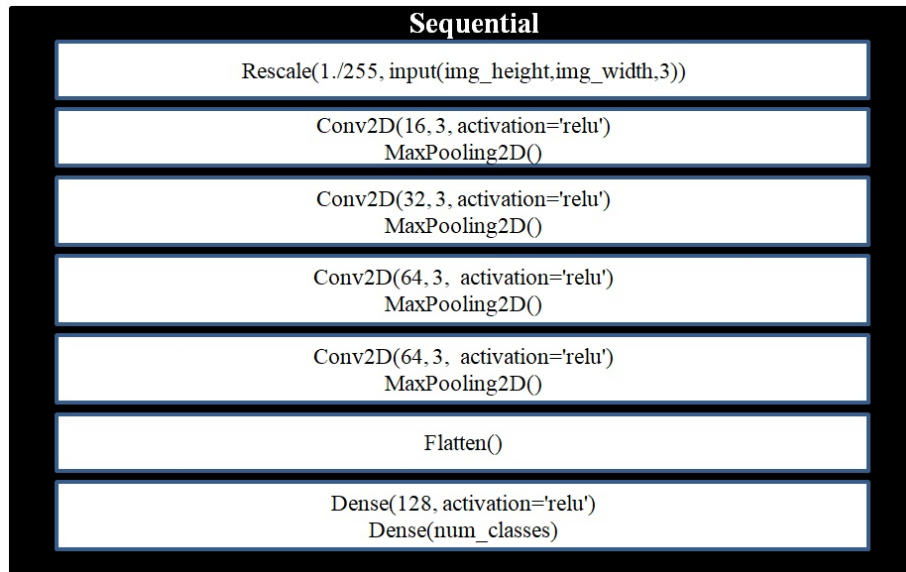 Sequential
Rescale(1./255, input(img_height,img_width,3))
Conv2D(16, 3, activation='relu')
MaxPooling2D()
Conv2D(32, 3, activation='relu')
MaxPooling2D()
Conv2D(64, 3,  activation='relu')
MaxPooling2D()
Conv2D(64, 3,  activation='relu')
MaxPooling2D()
Flatten()
Dense(128, activation='relu')
Dense(num_classes)